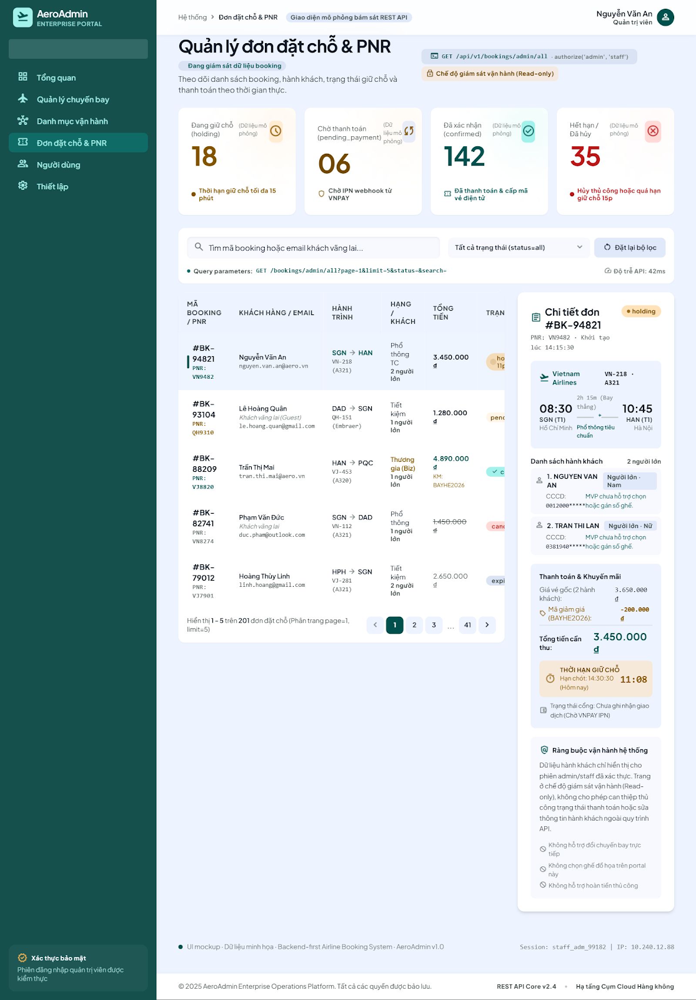 AeroAdmin
ENTERPRISE PORTAL
Tổng quan
Quản lý chuyến bay
Danh mục vận hành
Đơn đặt chỗ & PNR
Người dùng
Thiết lập
Xác thực bảo mật
Phiên đăng nhập quản trị viên được
kiểm thực
Hệ thống > Đơn đặt chỗ & PNR Giao diện mô phỏng bám sát REST API
Nguyễn Văn An
Quản trị viên
Quản lý đơn đặt chỗ & PNR
Đang giám sát dữ liệu booking
Theo dõi danh sách booking, hành khách, trạng thái giữ chỗ và
thanh toán theo thời gian thực.
GET /api/v1/bookings/admin/all · authorize('admin', 'staff')
Chế độ giám sát vận hành (Read-only)
Đang giữ chỗ
(holding)
(Dữ liệu mô
phỏng)
18
Thời hạn giữ chỗ tối đa 15
phút
Chờ thanh toán
(pending_payment)
(Dữ
liệu mô
phỏng)
06
Chờ IPN webhook từ
VNPAY
Đã xác nhận
(confirmed)
(Dữ liệu mô
phỏng)
142
Đã thanh toán & cấp mã
vé điện tử
Hết hạn /
Đã hủy
(Dữ liệu mô
phỏng)
35
Hủy thủ công hoặc quá hạn
giữ chỗ 15p
Tìm mã booking hoặc email khách vãng lai...
Tất cả trạng thái (status=all)
Đặt lại bộ lọc
Query parameters: GET /bookings/admin/all?page=1&limit=5&status=&search=
Độ trễ API: 42ms
MÃ
BOOKING
/ PNR
KHÁCH HÀNG / EMAIL
HÀNH
TRÌNH
HẠNG
/
KHÁCH
TỔNG
TIỀN
TRẠN
#BK-
94821
PNR:
VN9482
Nguyễn Văn An
nguyen.van.an@aero.vn
SGN → HAN
VN-218
(A321)
Phổ
thông
TC
2 người
lớn
3.450.000
đ
ho
11p
#BK-
93104
PNR:
QH9310
Lê Hoàng Quân
Khách vãng lai (Guest)
le.hoang.quan@gmail.com
DAD → SGN
QH-151
(Embraer)
Tiết
kiệm
1 người
lớn
1.280.000
đ
penc
#BK-
88209
PNR:
VJ8820
Trần Thị Mai
tran.thi.mai@aero.vn
HAN → PQC
VJ-453
(A320)
Thương
gia (Biz)
1 người
lớn
4.890.000
đ
KM:
BAYHE2026
c
#BK-
82741
PNR:
VN8274
Phạm Văn Đức
Khách vãng lai
duc.pham@outlook.com
SGN → DAD
VN-112
(A321)
Phổ
thông
1 người
lớn
1.450.000
đ
canc
#BK-
79012
PNR:
VJ7901
Hoàng Thùy Linh
linh.hoang@gmail.com
HPH → SGN
VJ-281
(A321)
Tiết
kiệm
2 người
lớn
2.650.000
đ
expi
Hiển thị 1 - 5 trên 201 đơn đặt chỗ (Phân trang page=1,
limit=5)
< 1 2 3 ... 41 >
Chi tiết đơn
#BK-94821
holding
PNR: VN9482 · Khởi tạo
lúc 14:15:30
Vietnam
Airlines
VN-218 ·
A321
08:30
SGN (T1)
Hồ Chí Minh
2h 15m (Bay
thẳng)
Phổ thông tiêu
chuẩn
10:45
HAN (T1)
Hà Nội
Danh sách hành khách 2 người lớn
1. NGUYEN VAN
AN
Người lớn ·
Nam
CCCD:
0012000*****
MVP chưa hỗ trợ chọn
hoặc gán số ghế.
2. TRAN THI LAN Người lớn · Nữ
CCCD:
0381940*****
MVP chưa hỗ trợ chọn
hoặc gán số ghế.
Thanh toán & Khuyến mãi
Giá vé gốc (2 hành
khách):
3.650.000
đ
Mã giảm giá
(BAYHE2026):
-200.000
đ
Tổng tiền cần
thu:
3.450.000
đ
THỜI HẠN GIỮ CHỖ
Hạn chót: 14:30:30
(Hôm nay)
11:08
Trạng thái cổng: Chưa ghi nhận giao
dịch (Chờ VNPAY IPN)
Ràng buộc vận hành hệ thống
Dữ liệu hành khách chỉ hiển thị cho
phiên admin/staff đã xác thực. Trang
ở chế độ giám sát vận hành (Read-
only), không cho phép can thiệp thủ
công trạng thái thanh toán hoặc sửa
thông tin hành khách ngoài quy trình
API.
Không hỗ trợ đổi chuyến bay trực
tiếp
Không chọn ghế đồ họa trên portal
này
Không hỗ trợ hoàn tiền thủ công
UI mockup · Dữ liệu minh họa · Backend-first Airline Booking System · AeroAdmin v1.0
Session: staff_adm_99182 | IP: 10.240.12.88
© 2025 AeroAdmin Enterprise Operations Platform. Tất cả các quyền được bảo lưu.
REST API Core v2.4 • Hạ tầng Cụm Cloud Hàng không